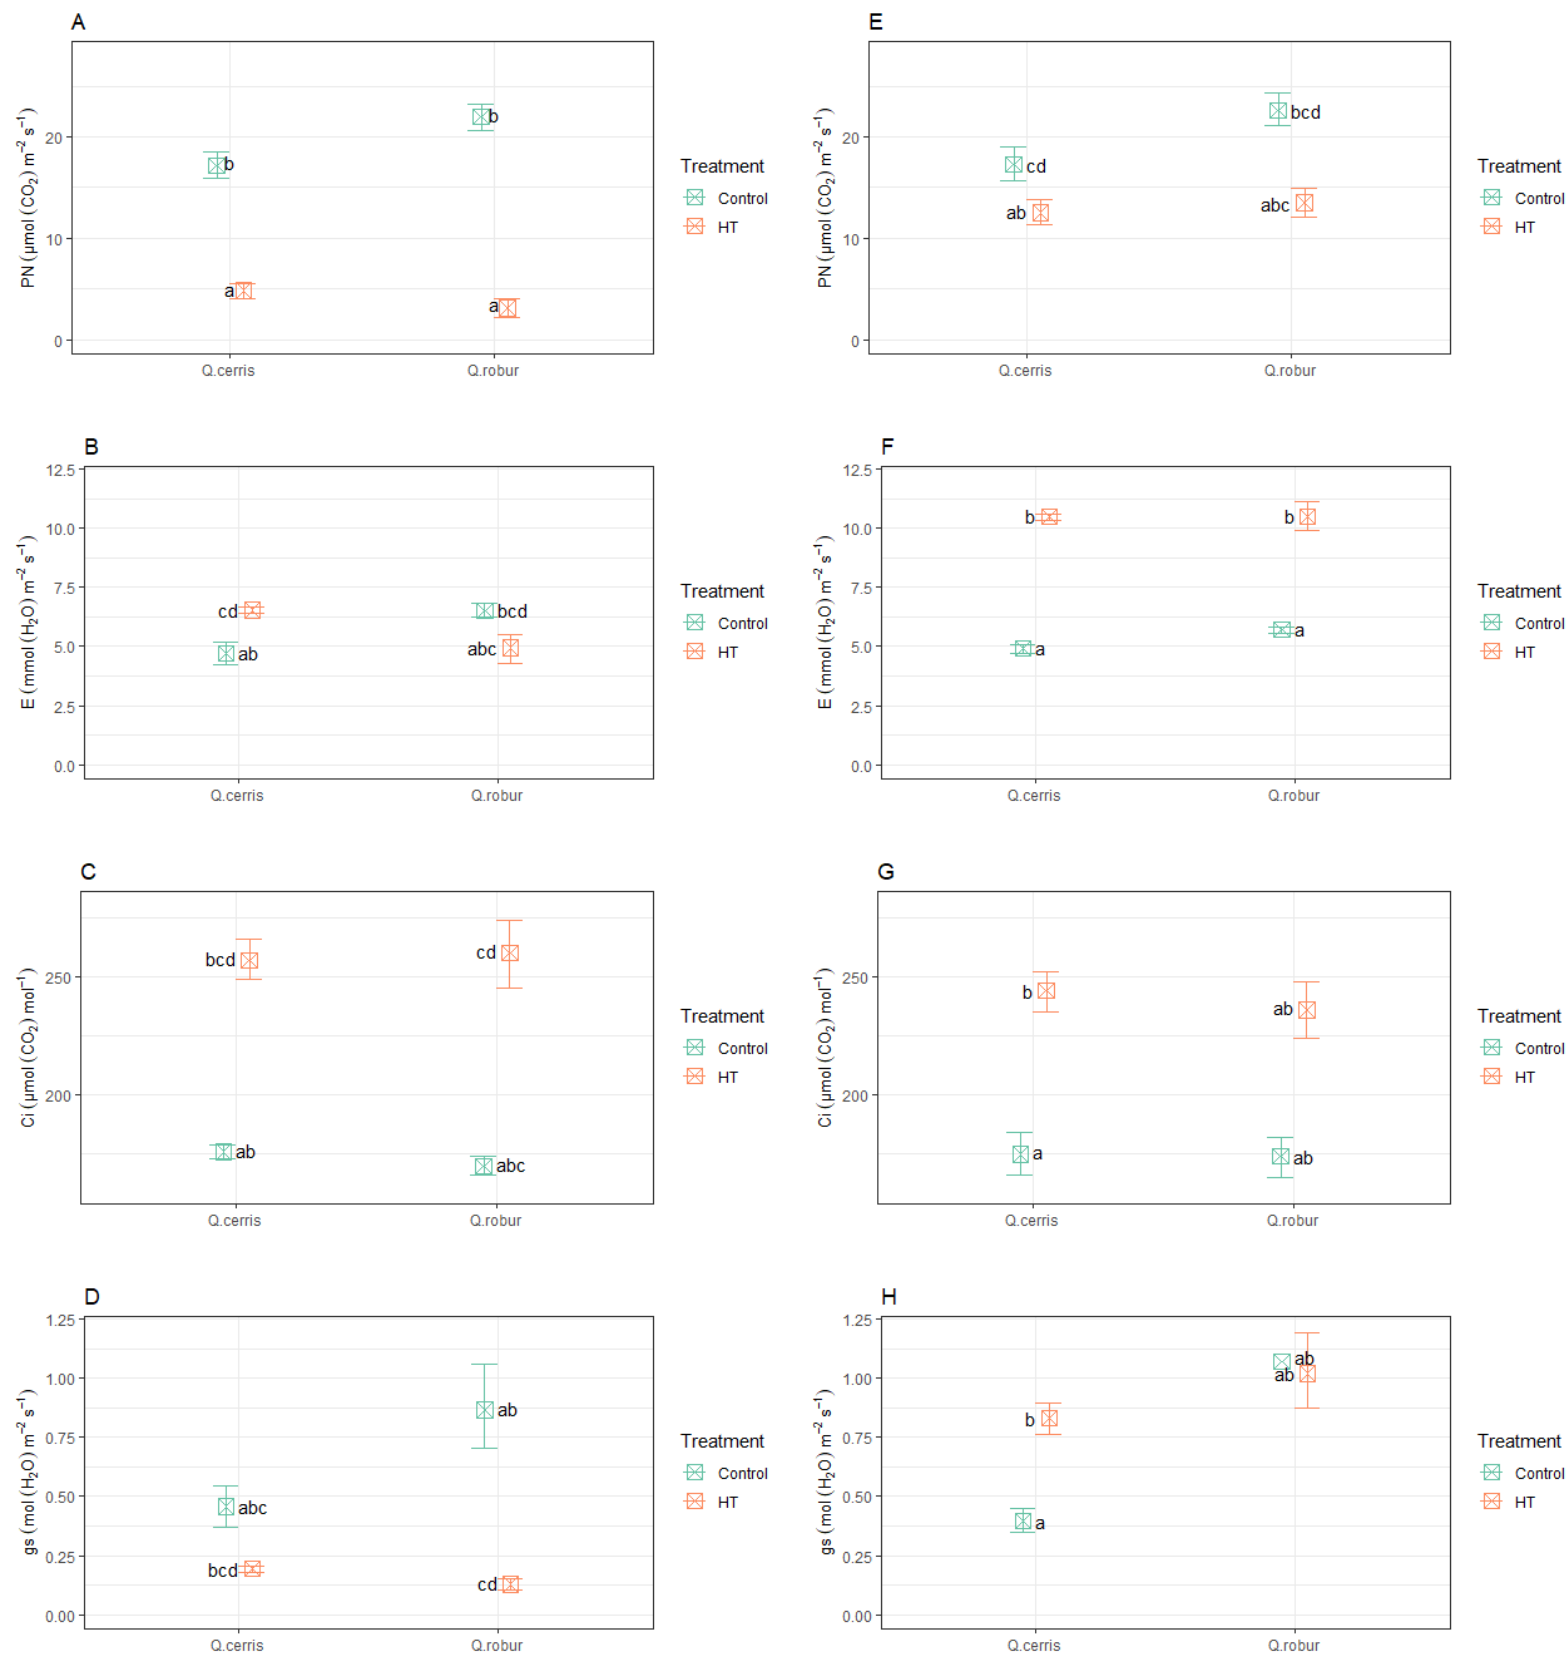 A
PN (µmol (CO₂) m⁻² s⁻¹)
20
10
0
b
b
a
a
Q.cerris
Q.robur
Treatment
Control
HT
E
PN (µmol (CO₂) m⁻² s⁻¹)
20
10
0
bcd
cd
ab
abc
Q.cerris
Q.robur
Treatment
Control
HT
B
E (mmol (H₂O) m⁻² s⁻¹)
12.5
10.0
7.5
5.0
2.5
0.0
cd
bcd
ab
abc
Q.cerris
Q.robur
Treatment
Control
HT
F
E (mmol (H₂O) m⁻² s⁻¹)
12.5
10.0
7.5
5.0
2.5
0.0
b
b
a
a
Q.cerris
Q.robur
Treatment
Control
HT
C
Ci (µmol (CO₂) mol⁻¹)
250
200
bcd
cd
ab
abc
Q.cerris
Q.robur
Treatment
Control
HT
G
Ci (µmol (CO₂) mol⁻¹)
250
200
b
ab
a
ab
Q.cerris
Q.robur
Treatment
Control
HT
D
gs (mol (H₂O) m⁻² s⁻¹)
1.25
1.00
0.75
0.50
0.25
0.00
ab
abc
bcd
cd
Q.cerris
Q.robur
Treatment
Control
HT
H
gs (mol (H₂O) m⁻² s⁻¹)
1.25
1.00
0.75
0.50
0.25
0.00
ab
ab
b
a
Q.cerris
Q.robur
Treatment
Control
HT